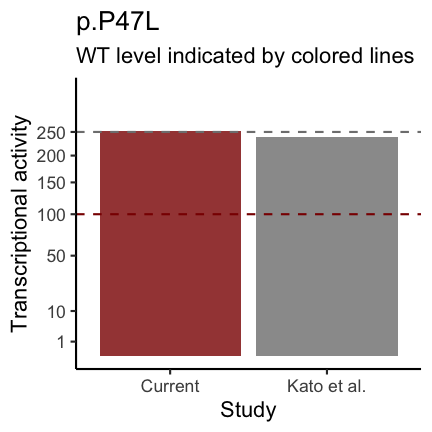 p.P47L
WT level indicated by colored lines
Transcriptional activity
250
200
150
100
50
10
1
Current
Kato et al.
Study